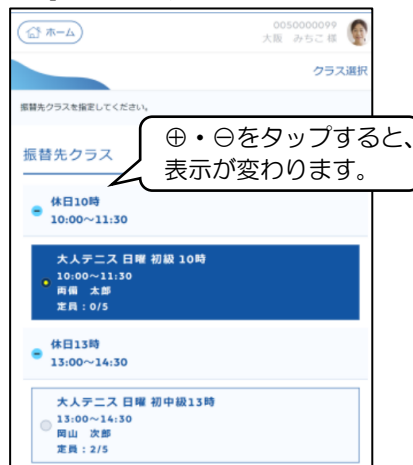 ホーム
0050000099
大阪 みちこ 様
クラス選択
振替先クラスを指定してください。
⊕・⊖をタップすると、
表示が変わります。
振替先クラス
休日10時
10:00～11:30
大人テニス 日曜 初級 10時
10:00～11:30
両備 太郎
定員：0/5
休日13時
13:00～14:30
大人テニス 日曜 初中級13時
13:00～14:30
岡山 次郎
定員：2/5